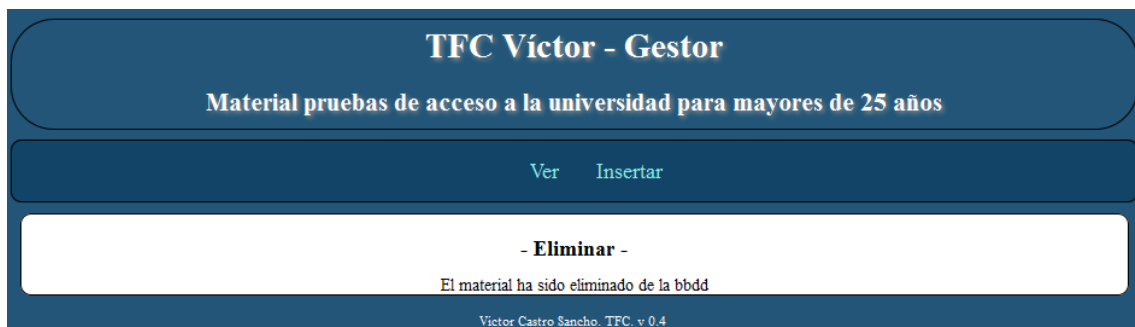 TFC Víctor - Gestor
Material pruebas de acceso a la universidad para mayores de 25 años
Ver Insertar
- Eliminar -
El material ha sido eliminado de la bbdd
Victor Castro Sancho. TFC. v 0.4